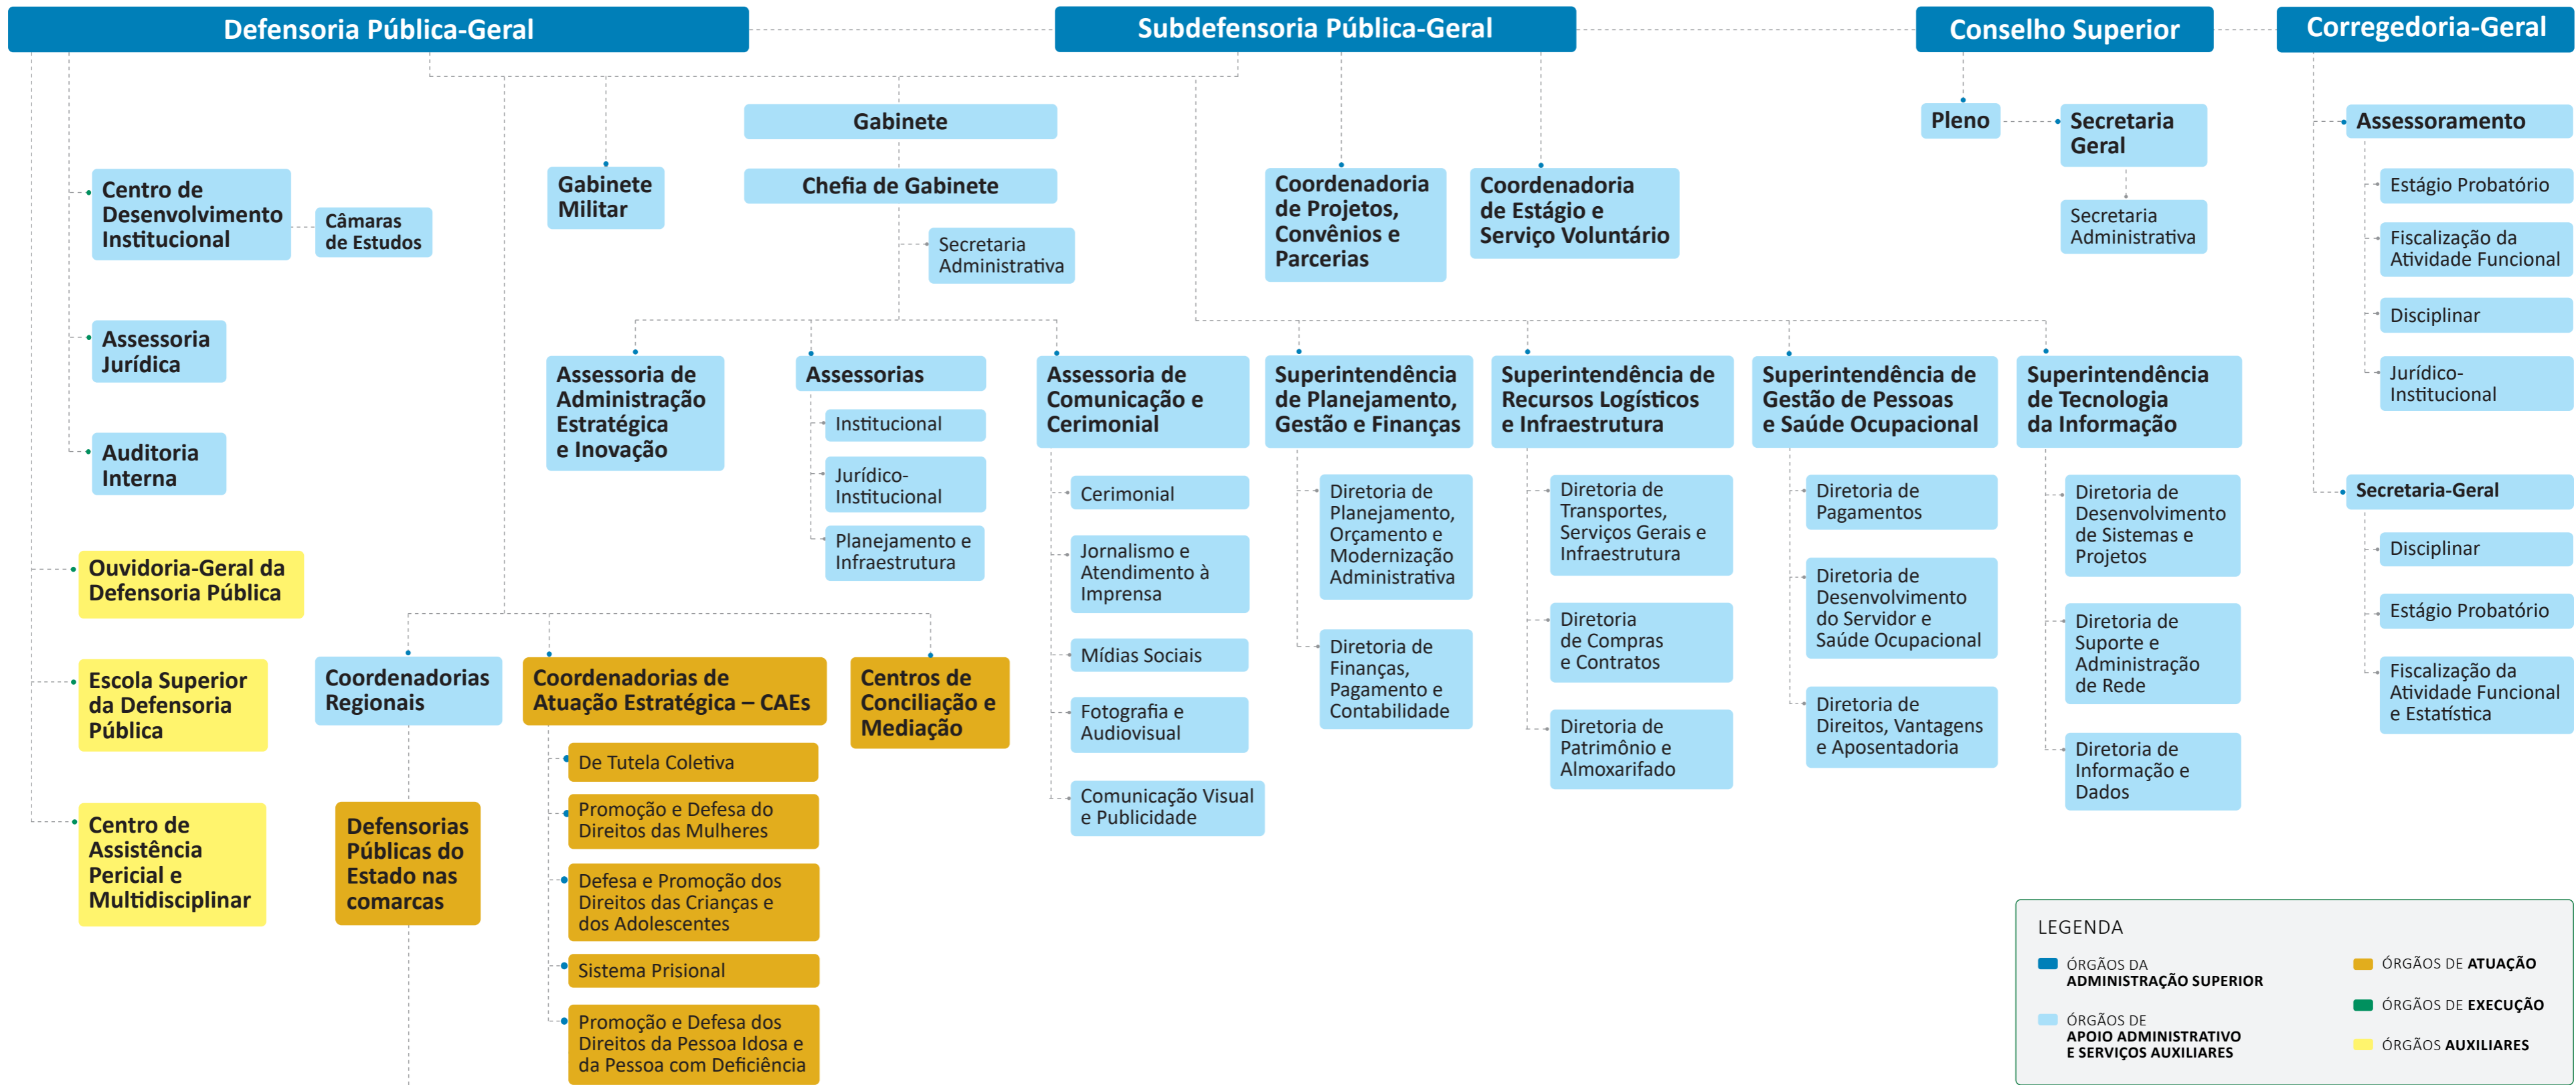 Defensoria Pública-Geral
Subdefensoria Pública-Geral
Conselho Superior
Corregedoria-Geral
Centro de
Desenvolvimento
Institucional
Câmaras
de Estudos
Assessoria
Jurídica
Auditoria
Interna
Ouvidoria-Geral da
Defensoria Pública
Escola Superior
da Defensoria
Pública
Centro de
Assistência
Pericial e
Multidisciplinar
Gabinete
Militar
Gabinete
Chefia de Gabinete
Secretaria
Administrativa
Assessoria de
Administração
Estratégica
e Inovação
Assessorias
Institucional
Jurídico-
Institucional
Planejamento e
Infraestrutura
Assessoria de
Comunicação e
Cerimonial
Cerimonial
Jornalismo e
Atendimento à
Imprensa
Mídias Sociais
Fotografia e
Audiovisual
Comunicação Visual
e Publicidade
Coordenadorias
Regionais
Defensorias
Públicas do
Estado nas
comarcas
Coordenadorias de
Atuação Estratégica – CAEs
De Tutela Coletiva
Promoção e Defesa do
Direitos das Mulheres
Defesa e Promoção dos
Direitos das Crianças e
dos Adolescentes
Sistema Prisional
Promoção e Defesa dos
Direitos da Pessoa Idosa e
da Pessoa com Deficiência
Centros de
Conciliação e
Mediação
Coordenadoria
de Projetos,
Convênios e
Parcerias
Coordenadoria
de Estágio e
Serviço Voluntário
Superintendência
de Planejamento,
Gestão e Finanças
Diretoria de
Planejamento,
Orçamento e
Modernização
Administrativa
Diretoria de
Finanças,
Pagamento e
Contabilidade
Superintendência de
Recursos Logísticos
e Infraestrutura
Diretoria de
Transportes,
Serviços Gerais e
Infraestrutura
Diretoria
de Compras
e Contratos
Diretoria de
Patrimônio e
Almoxarifado
Superintendência de
Gestão de Pessoas
e Saúde Ocupacional
Diretoria de
Pagamentos
Diretoria de
Desenvolvimento
do Servidor e
Saúde Ocupacional
Diretoria de
Direitos, Vantagens
e Aposentadoria
Superintendência
de Tecnologia
da Informação
Diretoria de
Desenvolvimento
de Sistemas e
Projetos
Diretoria de
Suporte e
Administração
de Rede
Diretoria de
Informação e
Dados
Pleno
Secretaria
Geral
Secretaria
Administrativa
Assessoramento
Estágio Probatório
Fiscalização da
Atividade Funcional
Disciplinar
Jurídico-
Institucional
Secretaria-Geral
Disciplinar
Estágio Probatório
Fiscalização da
Atividade Funcional
e Estatística
LEGENDA
ÓRGÃOS DA
ADMINISTRAÇÃO SUPERIOR
ÓRGÃOS DE
APOIO ADMINISTRATIVO
E SERVIÇOS AUXILIARES
ÓRGÃOS DE ATUAÇÃO
ÓRGÃOS DE EXECUÇÃO
ÓRGÃOS AUXILIARES